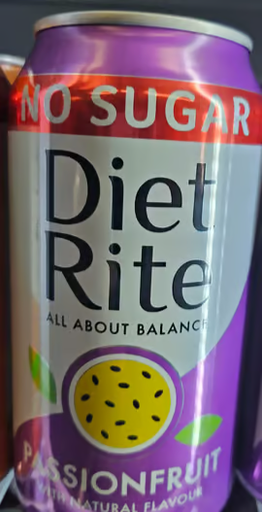 NO SUGAR
Diet
Rite
ALL ABOUT BALANCE
PASSIONFRUIT
WITH NATURAL FLAVOUR